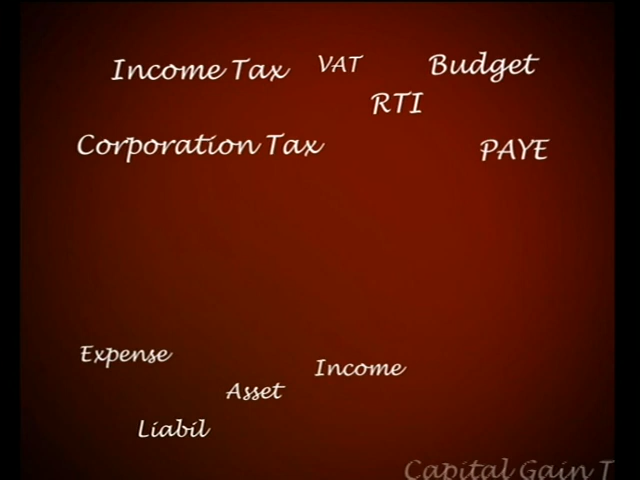 Income Tax VAT Budget
RTI
Corporation Tax PAYE
Expense
Income
Asset
Liabil
Capital Gain T